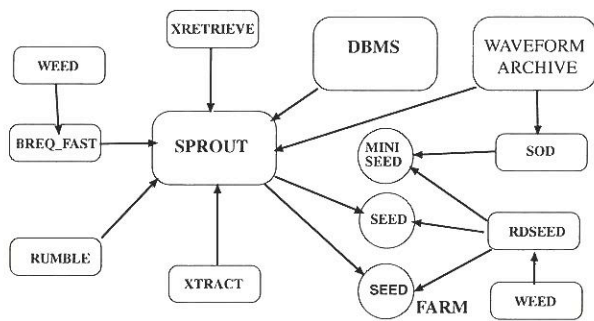 XRETRIEVE
DBMS
WAVEFORM
ARCHIVE
WEED
BREQ_FAST
SPROUT
MINI
SEED
SOD
SEED
RDSEED
RUMBLE
XTRACT
SEED
FARM
WEED